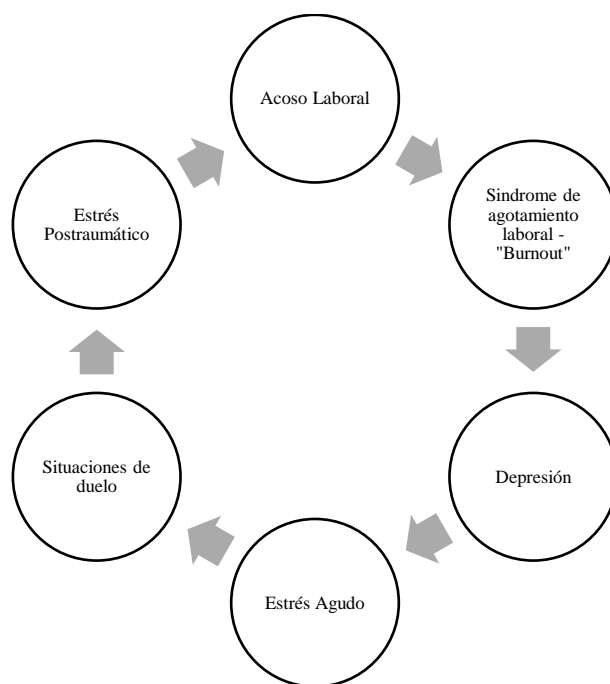 Acoso Laboral
Sindrome de
agotamiento
laboral -
"Burnout"
Depresión
Estrés Agudo
Situaciones de
duelo
Estrés
Postraumático